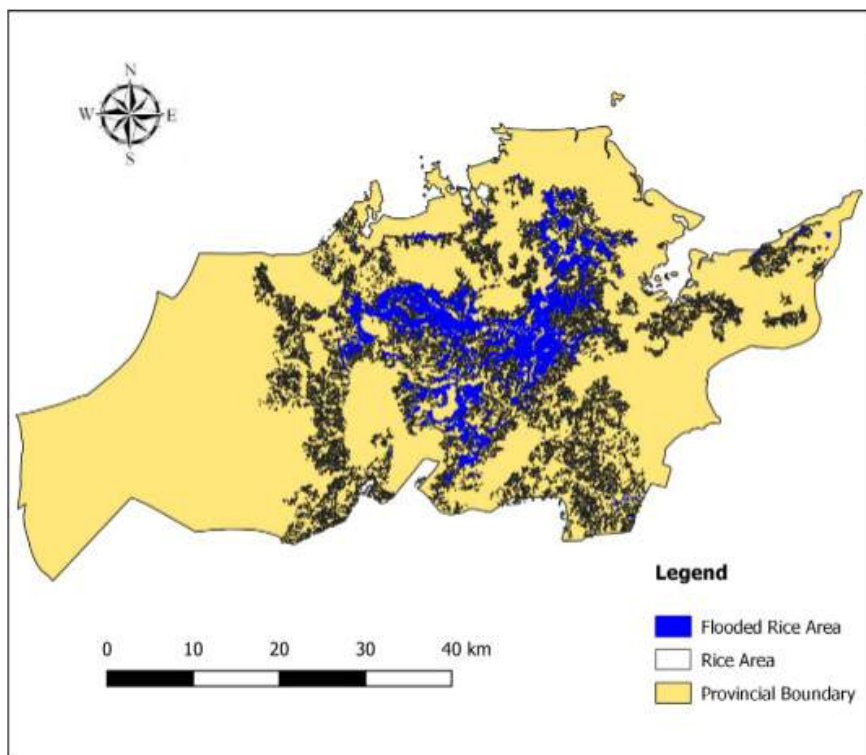 N
W E
S
Legend
Flooded Rice Area
Rice Area
Provincial Boundary
0 10 20 30 40 km